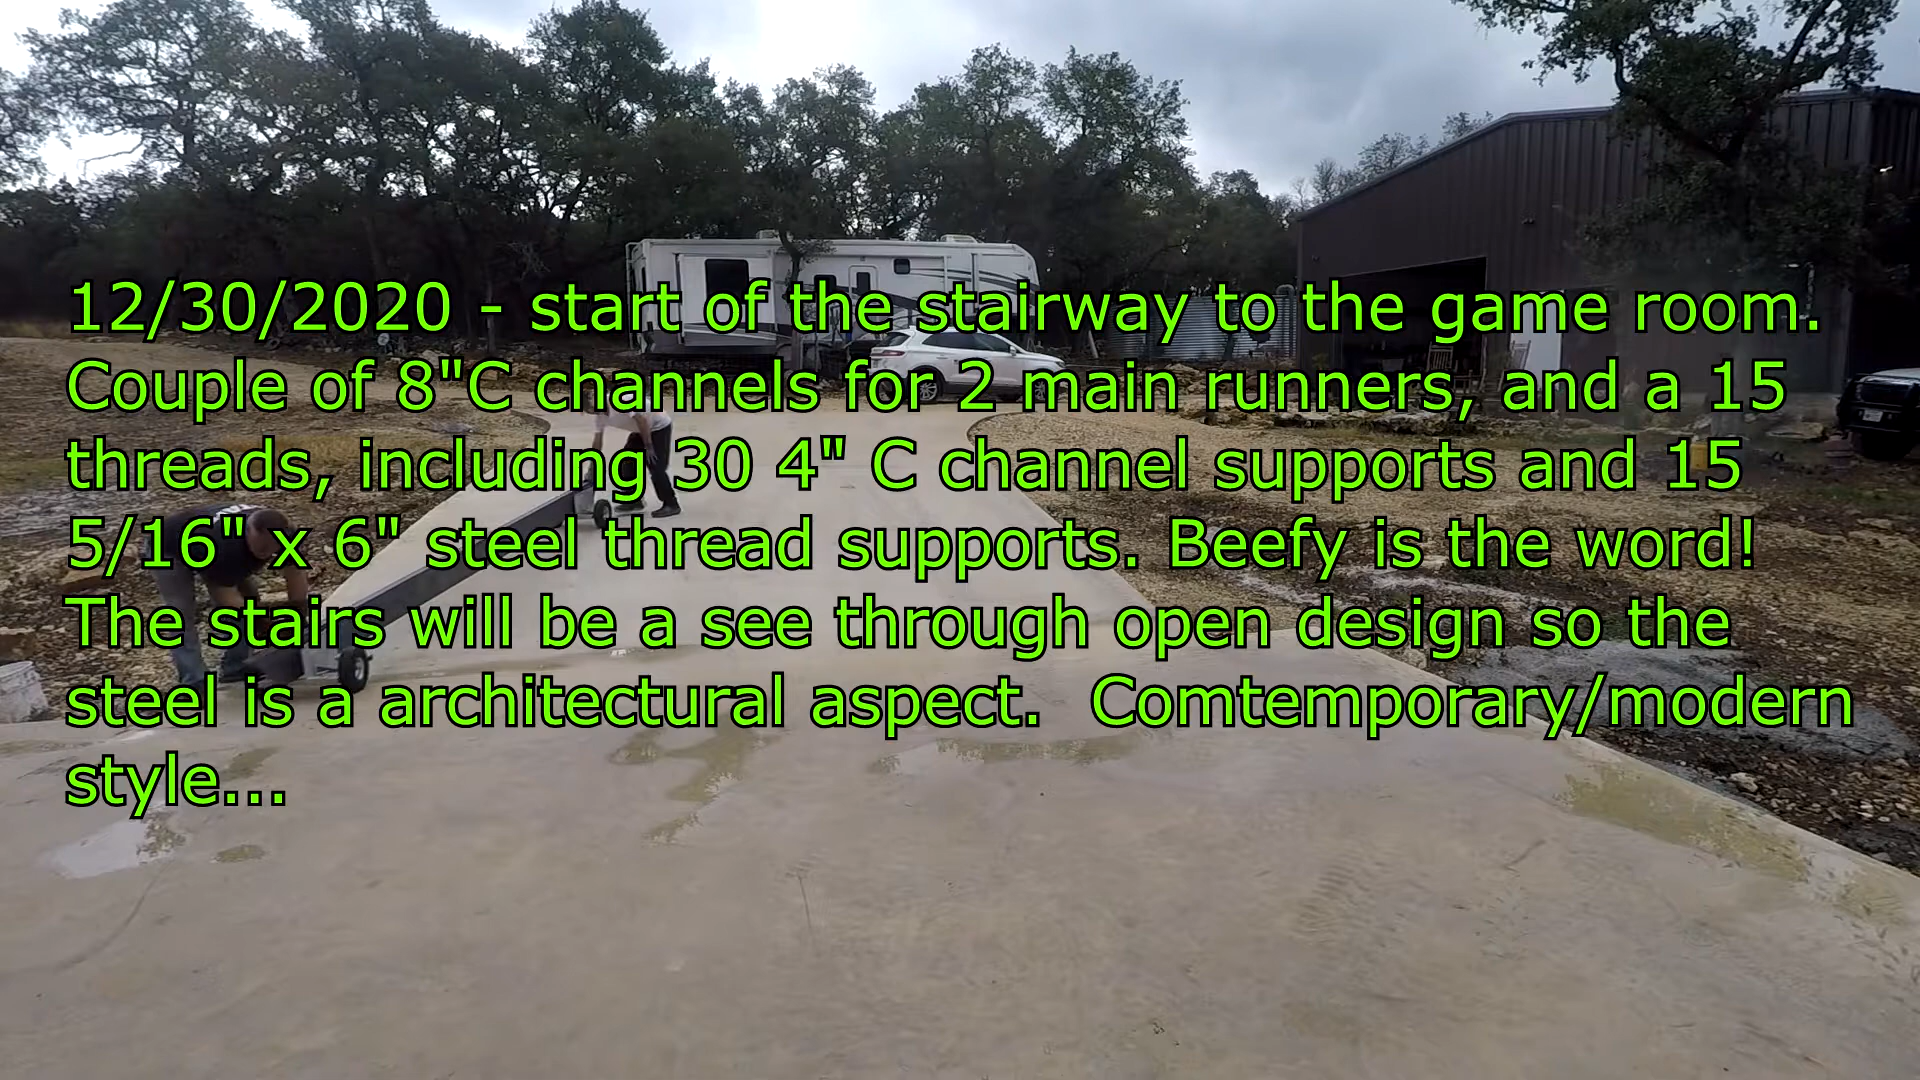 12/30/2020 - start of the stairway to the game room.
Couple of 8"C channels for 2 main runners, and a 15
threads, including 30 4" C channel supports and 15
5/16" x 6" steel thread supports. Beefy is the word!
The stairs will be a see through open design so the
steel is a architectural aspect.  Comtemporary/modern
style...